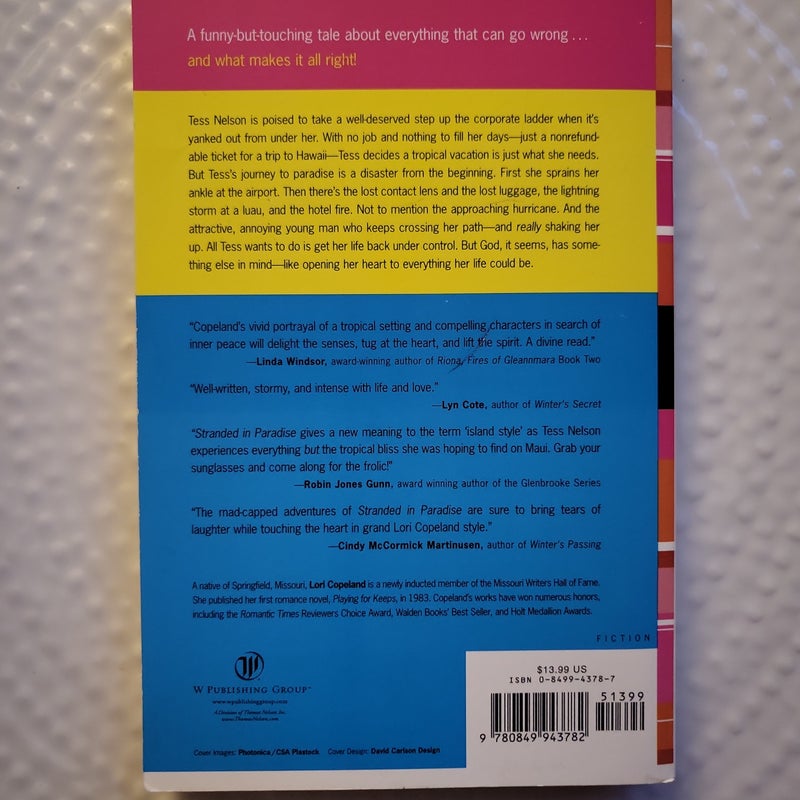 A funny-but-touching tale about everything that can go wrong . . .
and what makes it all right!
Tess Nelson is poised to take a well-deserved step up the corporate ladder when it's
yanked out from under her. With no job and nothing to fill her days—just a nonrefund-
able ticket for a trip to Hawaii—Tess decides a tropical vacation is just what she needs.
But Tess's journey to paradise is a disaster from the beginning. First she sprains her
ankle at the airport. Then there's the lost contact lens and the lost luggage, the lightning
storm at a luau, and the hotel fire. Not to mention the approaching hurricane. And the
attractive, annoying young man who keeps crossing her path—and really shaking her
up. All Tess wants to do is get her life back under control. But God, it seems, has some-
thing else in mind—like opening her heart to everything her life could be.
"Copeland's vivid portrayal of a tropical setting and compelling characters in search of
inner peace will delight the senses, tug at the heart, and lift the spirit. A divine read."
—Linda Windsor, award-winning author of Riona, Fires of Gleannmara Book Two
"Well-written, stormy, and intense with life and love."
—Lyn Cote, author of Winter's Secret
"Stranded in Paradise gives a new meaning to the term 'island style' as Tess Nelson
experiences everything but the tropical bliss she was hoping to find on Maui. Grab your
sunglasses and come along for the frolic!"
—Robin Jones Gunn, award winning author of the Glenbrooke Series
"The mad-capped adventures of Stranded in Paradise are sure to bring tears of
laughter while touching the heart in grand Lori Copeland style."
—Cindy McCormick Martinusen, author of Winter's Passing
A native of Springfield, Missouri, Lori Copeland is a newly inducted member of the Missouri Writers Hall of Fame.
She published her first romance novel, Playing for Keeps, in 1983. Copeland's works have won numerous honors,
including the Romantic Times Reviewers Choice Award, Walden Books' Best Seller, and Holt Medallion Awards.
FICTION
W PUBLISHING GROUP™
www.wpublishinggroup.com
A Division of Thomas Nelson, Inc.
www.ThomasNelson.com
$13.99 US
ISBN 0-8499-4378-7
51399
9 780849 943782
Cover Images: Photonica / CSA Plastock Cover Design: David Carlson Design